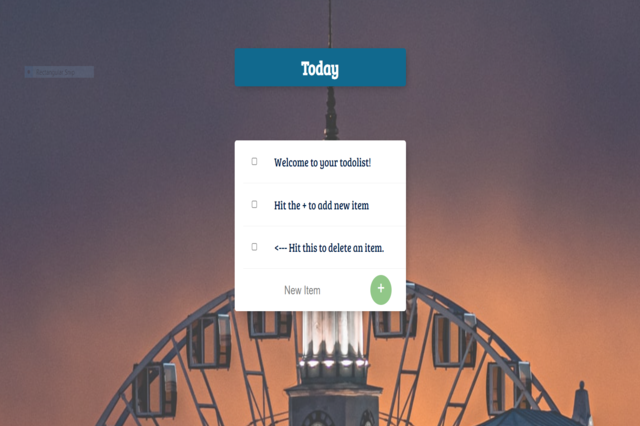 Today
Welcome to your todolist!
Hit the + to add new item
<--- Hit this to delete an item.
New Item
+